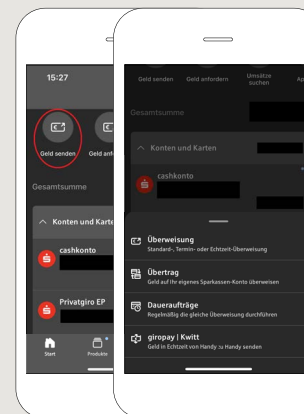 15:27
Geld senden
Geld anf
Gesamtsumme
Konten und Karte
cashkonto
Privatgiro EP
Start
Produkte
Geld senden
Geld anfordern
Umsätze
suchen
Gesamtsumme
Konten und Karten
cashkonto
Überweisung
Standard-, Termin- oder Echtzeit-Überweisung
Übertrag
Geld auf Ihr eigenes Sparkassen-Konto überweisen
Daueraufträge
Regelmäßig die gleiche Überweisung durchführen
giropay | Kwitt
Geld in Echtzeit von Handy zu Handy senden